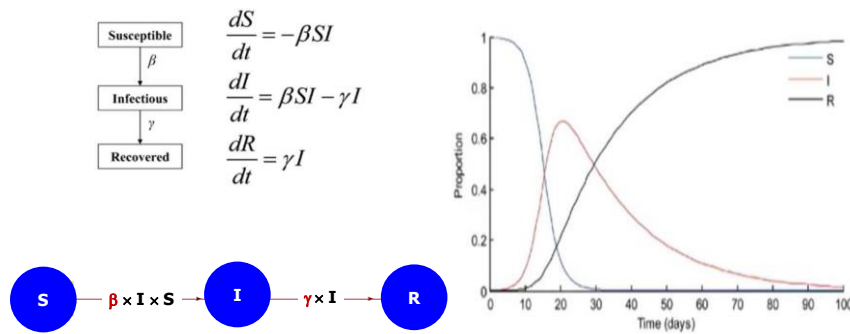 Susceptible
β
Infectious
γ
Recovered
dS/dt = -βSI
dI/dt = βSI - γI
dR/dt = γI
S
β × I × S
I
γ × I
R
Proportion
1
0.8
0.6
0.4
0.2
0
S
I
R
0 10 20 30 40 50 60 70 80 90 100
Time (days)